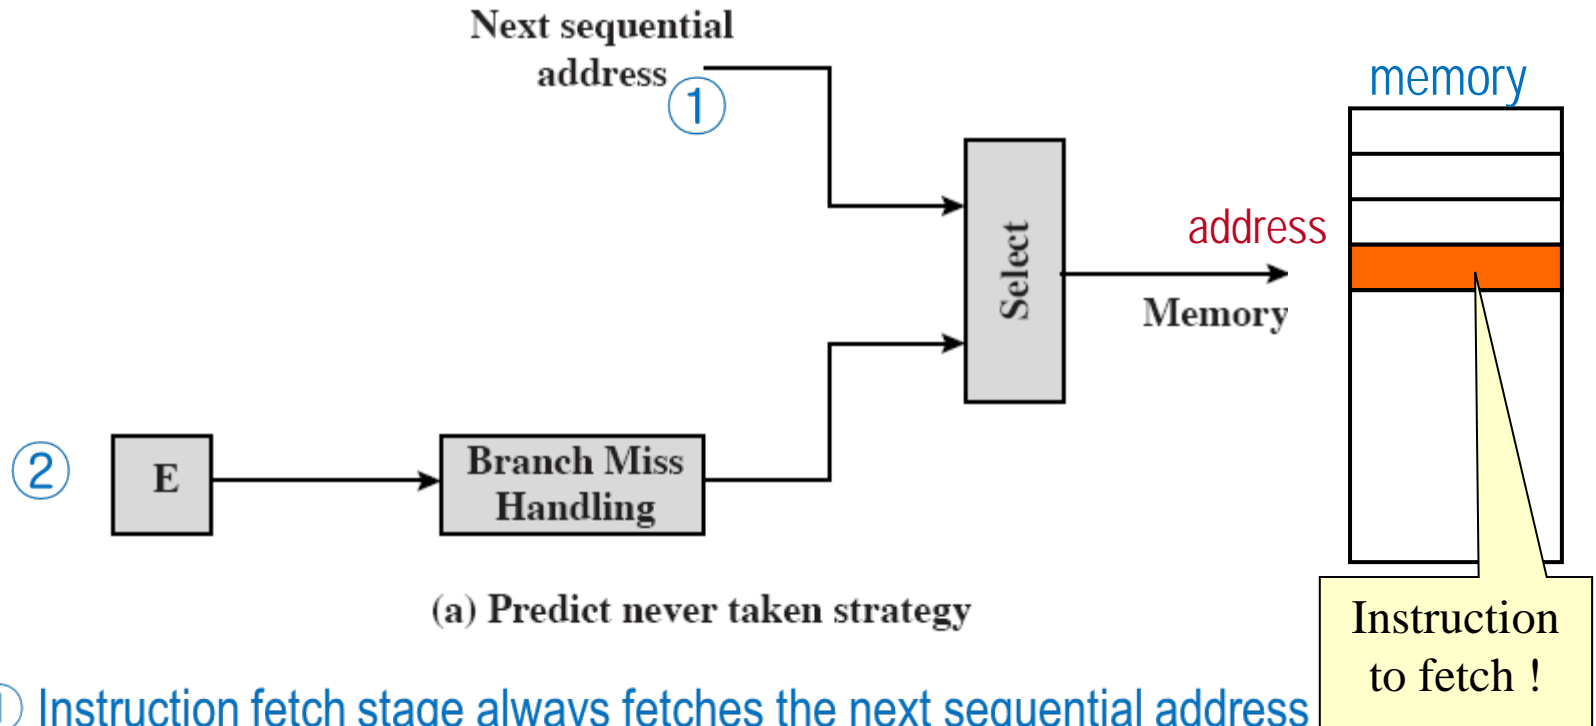 Next sequential
address
①
memory
Select
address
Memory
②
E
Branch Miss
Handling
(a) Predict never taken strategy
Instruction
to fetch !
Instruction fetch stage always fetches the next sequential address